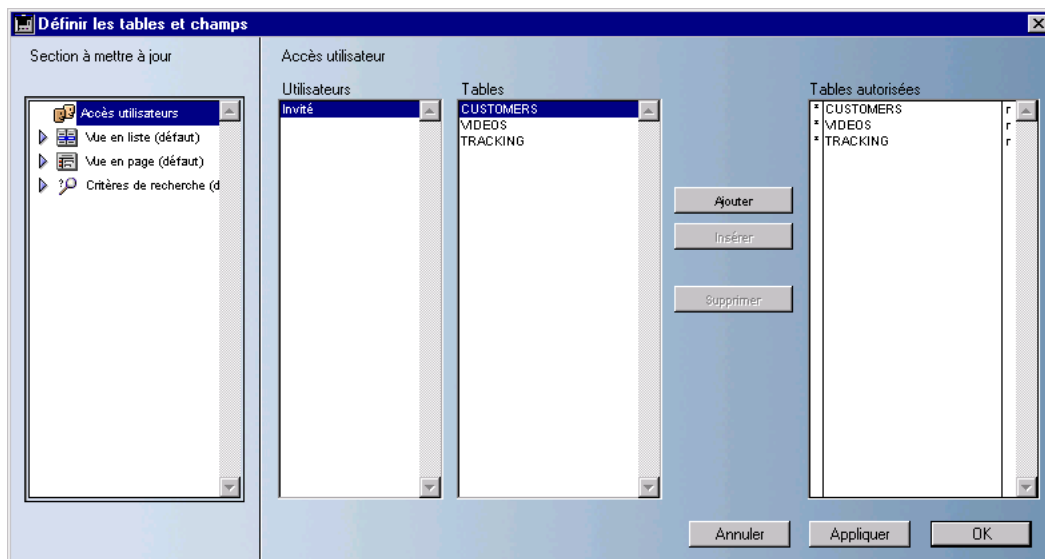 Définir les tables et champs
Section à mettre à jour
Accès utilisateurs
Vue en liste (défaut)
Vue en page (défaut)
Critères de recherche (d
Accès utilisateur
Utilisateurs
Invité
Tables
CUSTOMERS
VIDEOS
TRACKING
Ajouter
Insérer
Supprimer
Tables autorisées
* CUSTOMERS r
* VIDEOS r
* TRACKING r
Annuler
Appliquer
OK